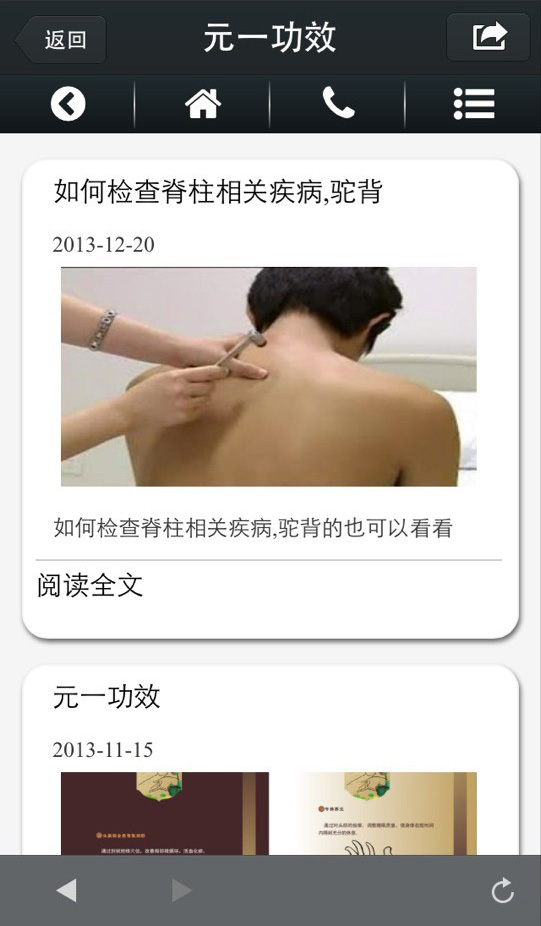 返回
元一功效
如何检查脊柱相关疾病,驼背
2013-12-20
如何检查脊柱相关疾病,驼背的也可以看看
阅读全文
元一功效
2013-11-15